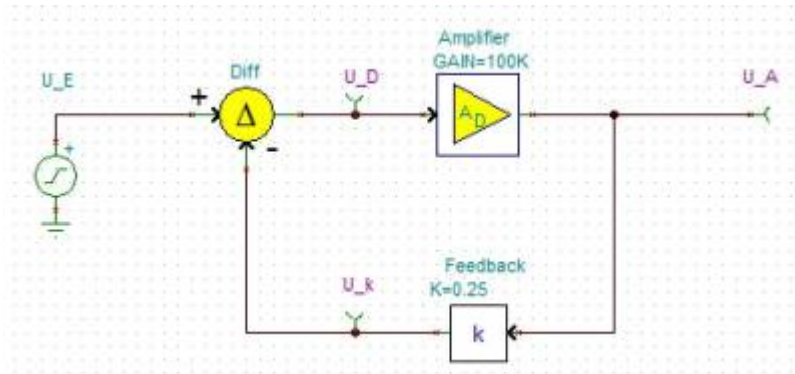 Amplifier
GAIN=100K
U_E
Diff
U_D
U_A
+
Δ
A_D
-
+
Feedback
K=0.25
U_k
k